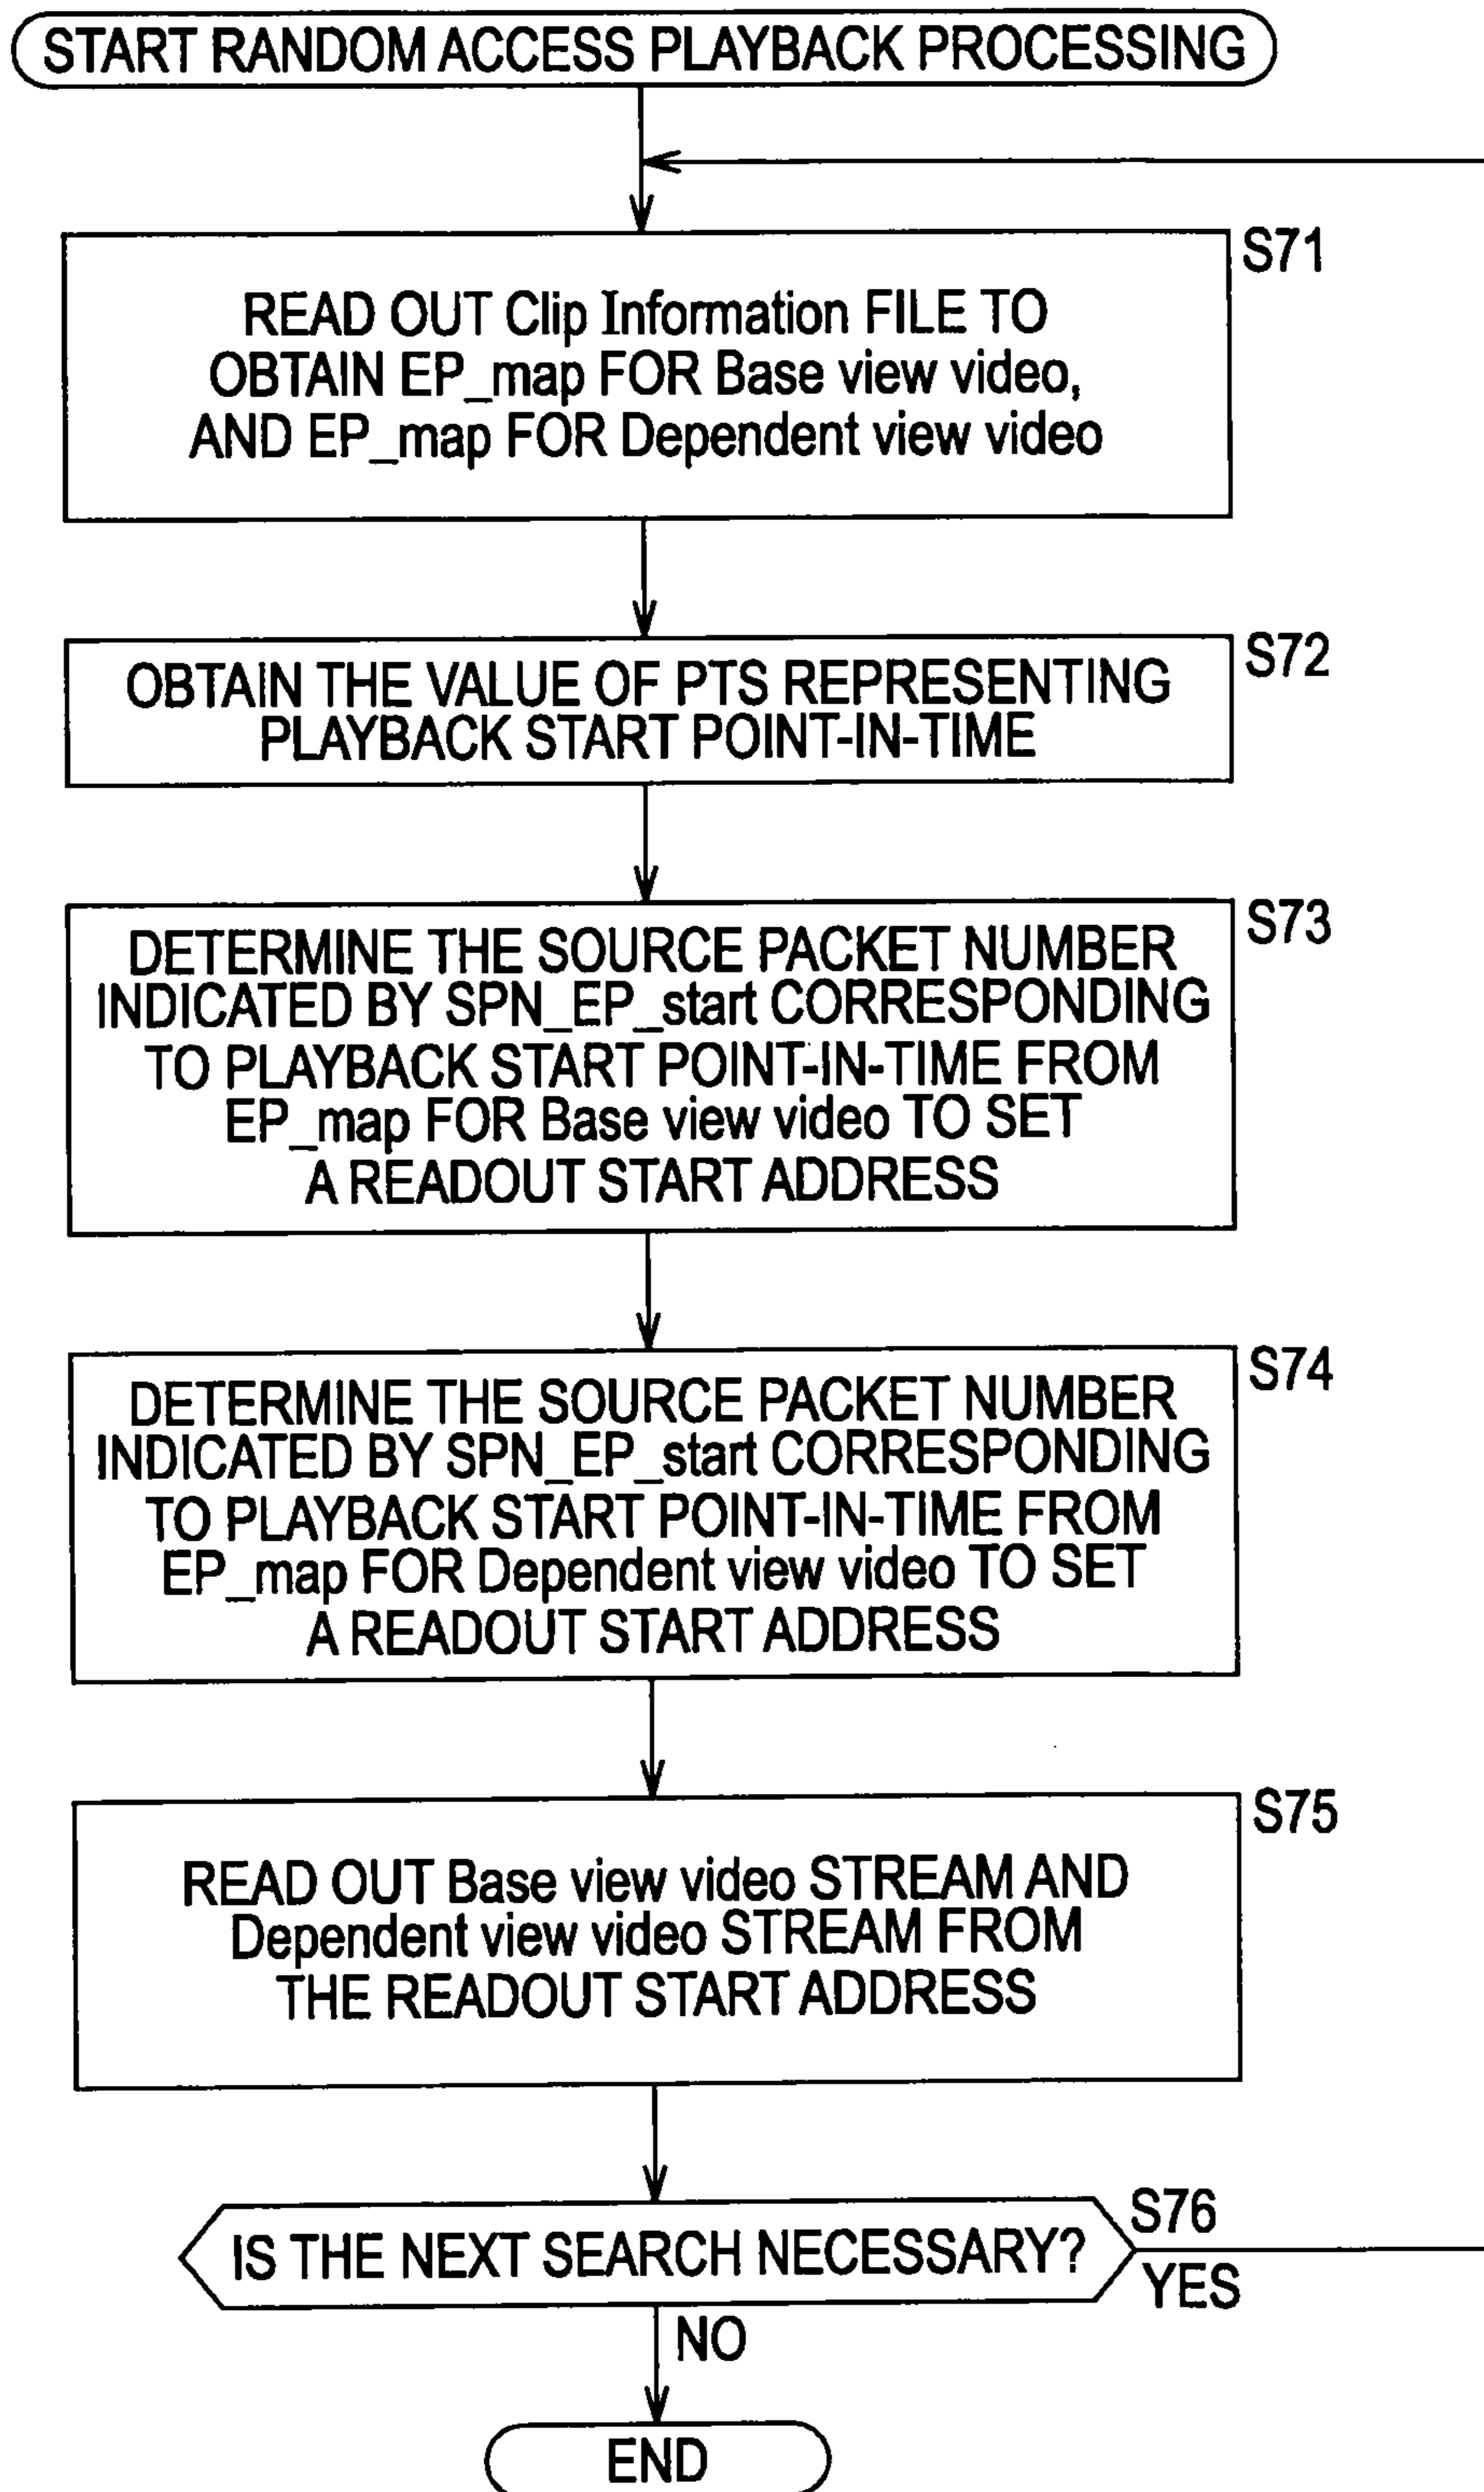 START RANDOM ACCESS PLAYBACK PROCESSING
S71
READ OUT Clip Information FILE TO
OBTAIN EP_map FOR Base view video,
AND EP_map FOR Dependent view video
S72
OBTAIN THE VALUE OF PTS REPRESENTING
PLAYBACK START POINT-IN-TIME
S73
DETERMINE THE SOURCE PACKET NUMBER
INDICATED BY SPN_EP_start CORRESPONDING
TO PLAYBACK START POINT-IN-TIME FROM
EP_map FOR Base view video TO SET
A READOUT START ADDRESS
S74
DETERMINE THE SOURCE PACKET NUMBER
INDICATED BY SPN_EP_start CORRESPONDING
TO PLAYBACK START POINT-IN-TIME FROM
EP_map FOR Dependent view video TO SET
A READOUT START ADDRESS
S75
READ OUT Base view video STREAM AND
Dependent view video STREAM FROM
THE READOUT START ADDRESS
S76
IS THE NEXT SEARCH NECESSARY?
YES
NO
END